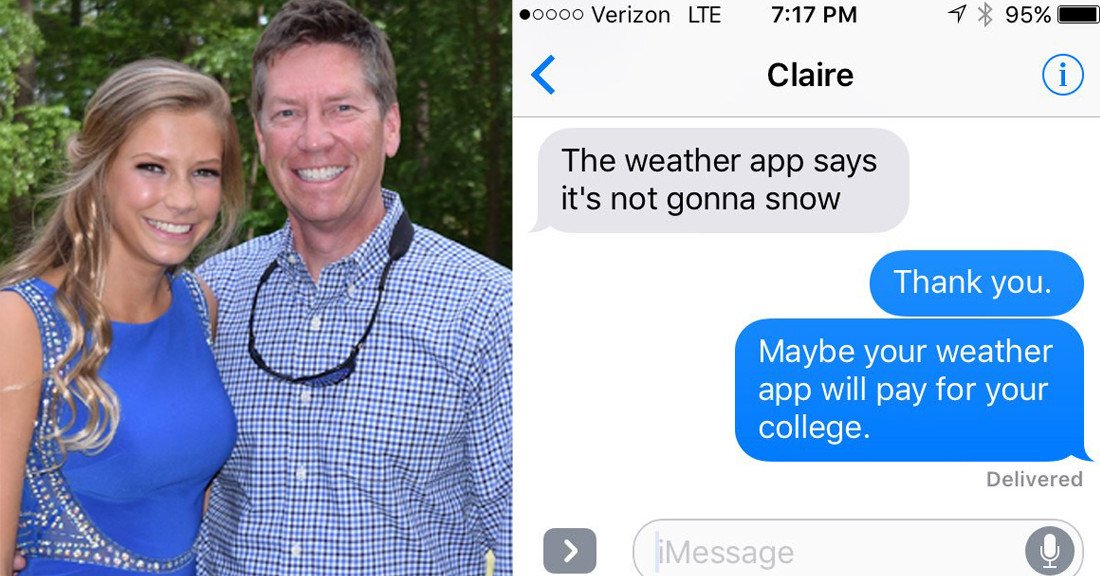 Verizon LTE 7:17 PM 95%
Claire
The weather app says
it's not gonna snow
Thank you.
Maybe your weather
app will pay for your
college.
Delivered
iMessage